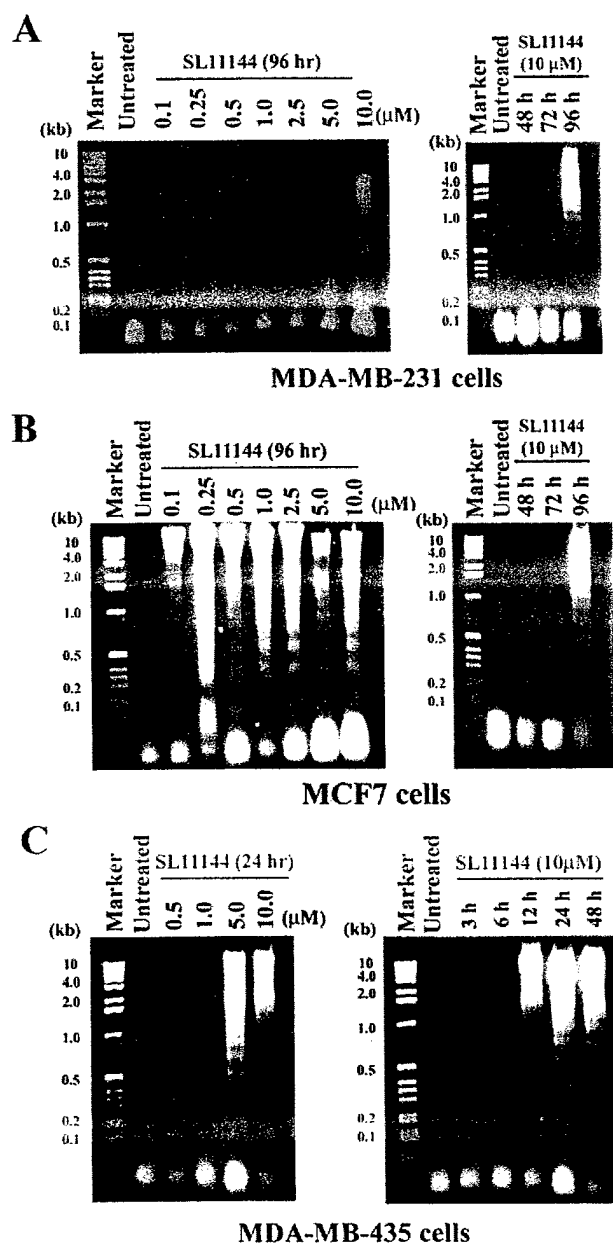 A
SL11144 (96 hr)
Marker
Untreated
0.1
0.25
0.5
1.0
2.5
5.0
10.0
(μM)
(kb)
10
4.0
2.0
1.0
0.5
0.2
0.1
SL11144
(10 μM)
Marker
Untreated
48 h
72 h
96 h
(kb)
10
4.0
2.0
1.0
0.5
0.2
0.1
MDA-MB-231 cells
B
SL11144 (96 hr)
Marker
Untreated
0.1
0.25
0.5
1.0
2.5
5.0
10.0
(μM)
(kb)
10
4.0
2.0
1.0
0.5
0.2
0.1
SL11144
(10 μM)
Marker
Untreated
48 h
72 h
96 h
(kb)
10
4.0
2.0
1.0
0.5
0.2
0.1
MCF7 cells
C
SL11144 (24 hr)
Marker
Untreated
0.5
1.0
5.0
10.0
(μM)
(kb)
10
4.0
2.0
1.0
0.5
0.2
0.1
SL11144 (10μM)
Marker
Untreated
3 h
6 h
12 h
24 h
48 h
(kb)
10
4.0
2.0
1.0
0.5
0.2
0.1
MDA-MB-435 cells